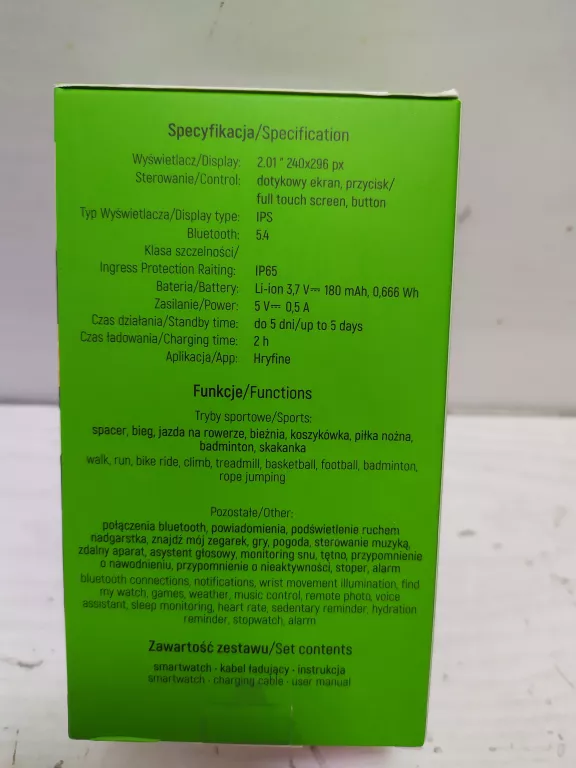 Specyfikacja/Specification
Wyświetlacz/Display: 2.01 " 240x296 px
Sterowanie/Control: dotykowy ekran, przycisk/
full touch screen, button
Typ Wyświetlacza/Display type: IPS
Bluetooth: 5.4
Klasa szczelności/
Ingress Protection Raiting: IP65
Bateria/Battery: Li-ion 3,7 V⎓ 180 mAh, 0,666 Wh
Zasilanie/Power: 5 V⎓ 0,5 A
Czas działania/Standby time: do 5 dni/up to 5 days
Czas ładowania/Charging time: 2 h
Aplikacja/App: Hryfine
Funkcje/Functions
Tryby sportowe/Sports:
spacer, bieg, jazda na rowerze, bieżnia, koszykówka, piłka nożna,
badminton, skakanka
walk, run, bike ride, climb, treadmill, basketball, football, badminton,
rope jumping
Pozostałe/Other:
połączenia bluetooth, powiadomienia, podświetlenie ruchem
nadgarstka, znajdź mój zegarek, gry, pogoda, sterowanie muzyką,
zdalny aparat, asystent głosowy, monitoring snu, tętno, przypomnienie
o nawodnieniu, przypomnienie o nieaktywności, stoper, alarm
bluetooth connections, notifications, wrist movement illumination, find
my watch, games, weather, music control, remote photo, voice
assistant, sleep monitoring, heart rate, sedentary reminder, hydration
reminder, stopwatch, alarm
Zawartość zestawu/Set contents
smartwatch - kabel ładujący - instrukcja
smartwatch - charging cable - user manual